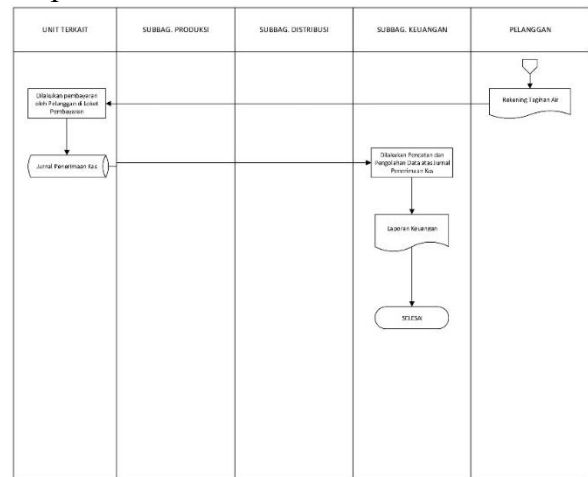 UNIT TERKAIT
SUBBAG. PRODUKSI
SUBBAG. DISTRIBUSI
SUBBAG. KEUANGAN
PELANGGAN
Dilakukan pembayaran
oleh Pelanggan di Loket
Pembayaran
Rekening Tagihan Air
Jurnal Penerimaan Kas
Dilakukan Pencatan dan
Pengolahan Data atas Jurnal
Penerimaan Kas
Laporan Keuangan
SELESAI